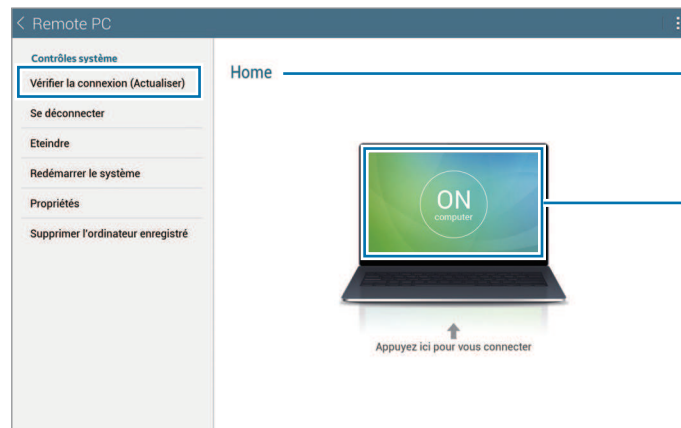 Remote PC
Contrôles système
Vérifier la connexion (Actualiser)
Se déconnecter
Eteindre
Redémarrer le système
Propriétés
Supprimer l'ordinateur enregistré
Home
ON
computer
Appuyez ici pour vous connecter